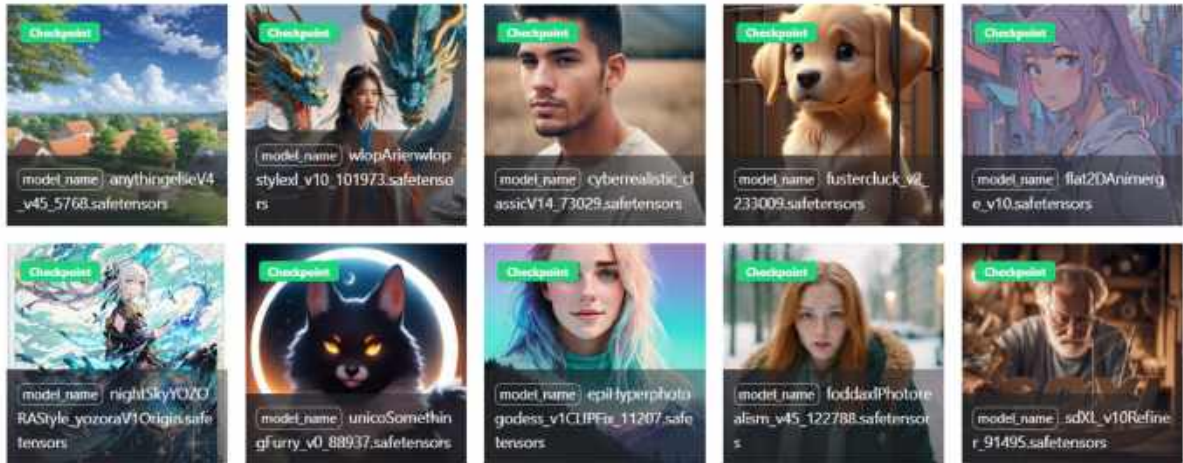 Checkpoint
model_name anythingelseV4
_v45_5768.safetensors
Checkpoint
model_name wlopArienwlop
stylexl_v10_101973.safetenso
rs
Checkpoint
model_name cyberrealistic_cl
assicV14_73029.safetensors
Checkpoint
model_name fustercluck_v2_
233009.safetensors
Checkpoint
model_name flat2DAnimerg
e_v10.safetensors
Checkpoint
model_name nightSkyYOZO
RAStyle_yozoraV1Origin.safe
tensors
Checkpoint
model_name unicoSomethin
gFurry_v0_88937.safetensors
Checkpoint
model_name epiHyperphoto
godess_v1CLIPFix_11207.safe
tensors
Checkpoint
model_name foddaxlPhotore
alism_v45_122788.safetensor
s
Checkpoint
model_name sdXL_v10Refine
r_91495.safetensors